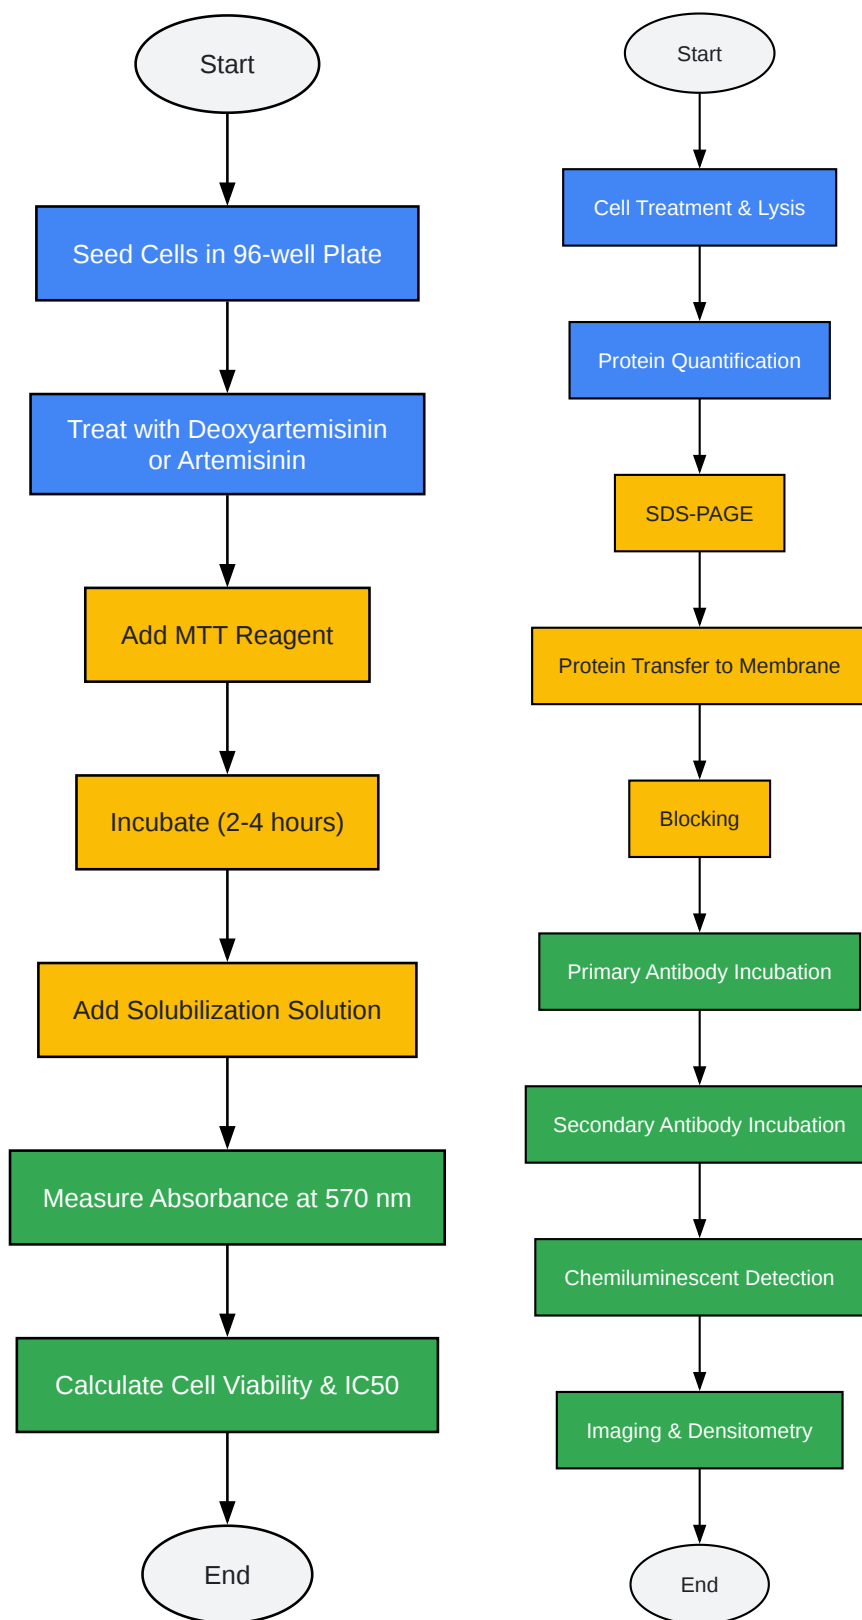 Start
Seed Cells in 96-well Plate
Treat with Deoxyartemisinin
or Artemisinin
Add MTT Reagent
Incubate (2-4 hours)
Add Solubilization Solution
Measure Absorbance at 570 nm
Calculate Cell Viability & IC50
End
Start
Cell Treatment & Lysis
Protein Quantification
SDS-PAGE
Protein Transfer to Membrane
Blocking
Primary Antibody Incubation
Secondary Antibody Incubation
Chemiluminescent Detection
Imaging & Densitometry
End